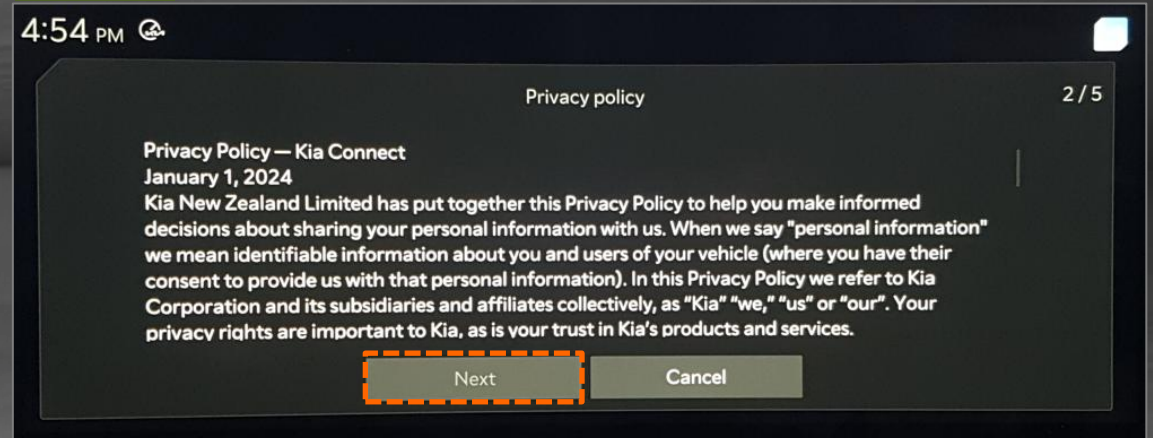 4:54 PM
Privacy policy
2/5
Privacy Policy — Kia Connect
January 1, 2024
Kia New Zealand Limited has put together this Privacy Policy to help you make informed
decisions about sharing your personal information with us. When we say "personal information"
we mean identifiable information about you and users of your vehicle (where you have their
consent to provide us with that personal information). In this Privacy Policy we refer to Kia
Corporation and its subsidiaries and affiliates collectively, as “Kia” “we,” “us” or “our”. Your
privacy rights are important to Kia, as is your trust in Kia’s products and services.
Next
Cancel